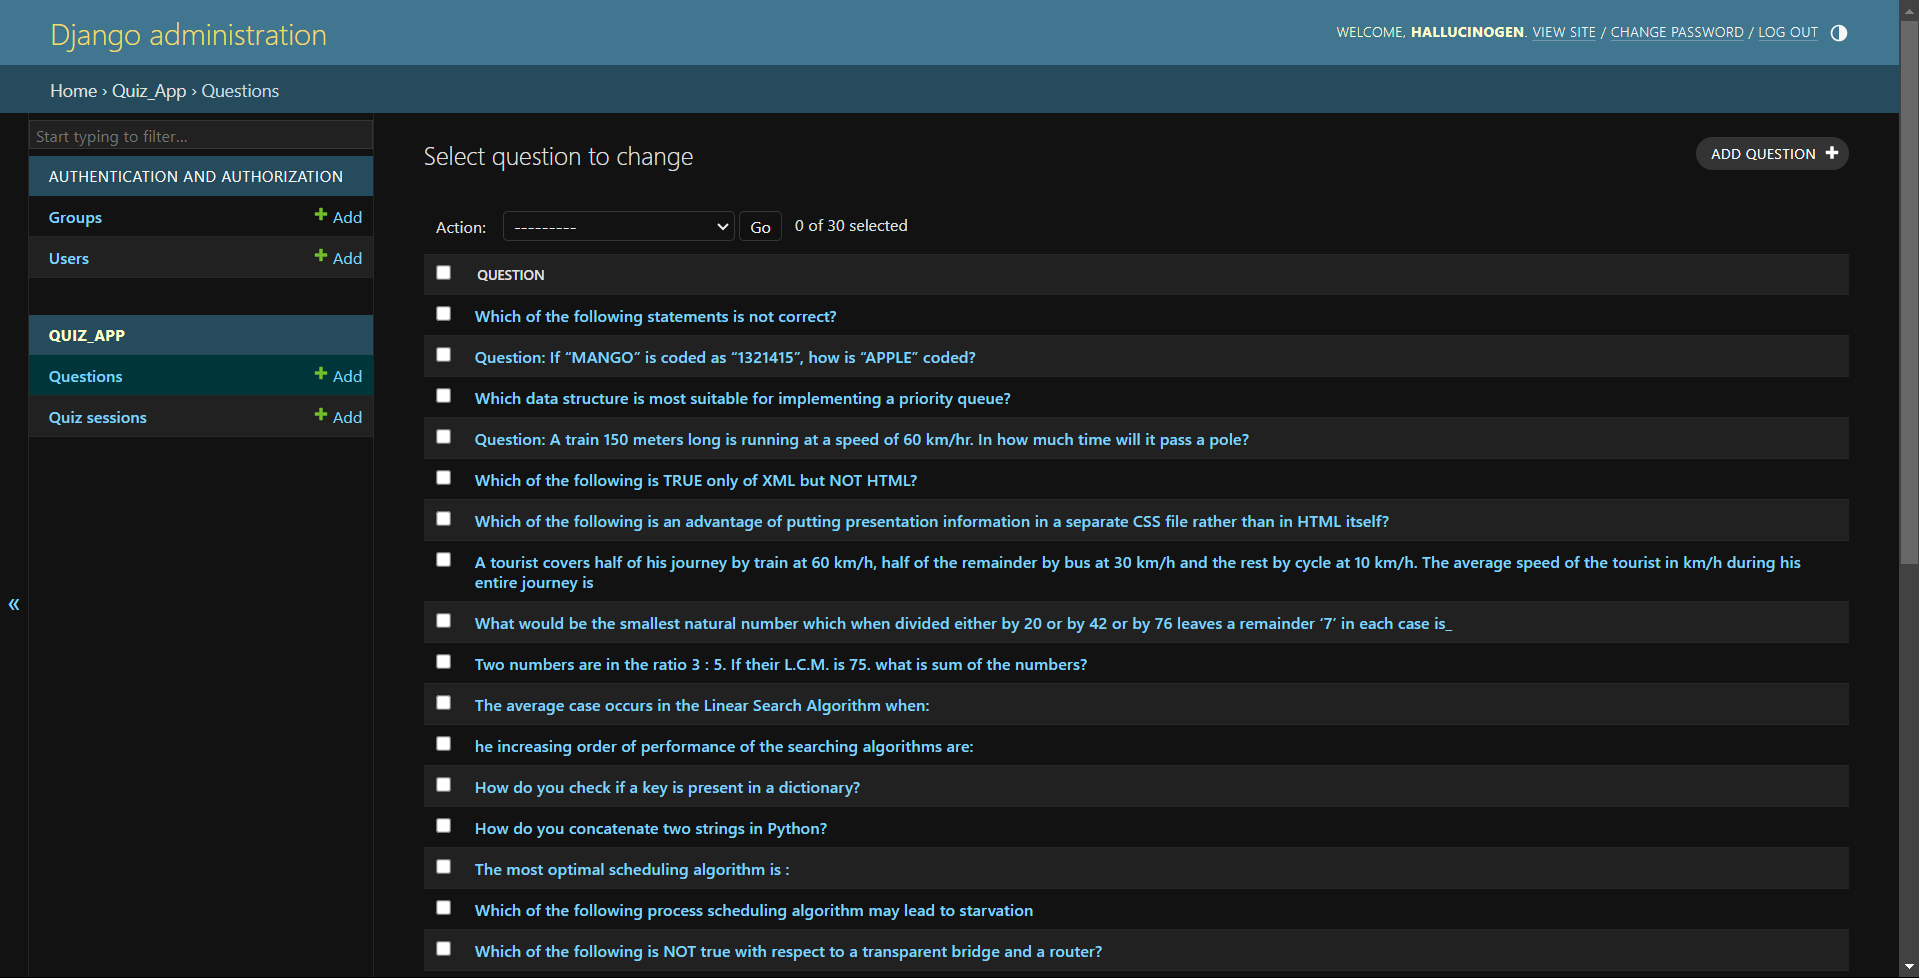 Django administration
WELCOME, HALLUCINOGEN. VIEW SITE / CHANGE PASSWORD / LOG OUT
Home › Quiz_App › Questions
Start typing to filter...
AUTHENTICATION AND AUTHORIZATION
Groups Add
Users Add
QUIZ_APP
Questions Add
Quiz sessions Add
«
Select question to change
ADD QUESTION
Action: --------- Go 0 of 30 selected
QUESTION
Which of the following statements is not correct?
Question: If “MANGO” is coded as “1321415”, how is “APPLE” coded?
Which data structure is most suitable for implementing a priority queue?
Question: A train 150 meters long is running at a speed of 60 km/hr. In how much time will it pass a pole?
Which of the following is TRUE only of XML but NOT HTML?
Which of the following is an advantage of putting presentation information in a separate CSS file rather than in HTML itself?
A tourist covers half of his journey by train at 60 km/h, half of the remainder by bus at 30 km/h and the rest by cycle at 10 km/h. The average speed of the tourist in km/h during his
entire journey is
What would be the smallest natural number which when divided either by 20 or by 42 or by 76 leaves a remainder ‘7’ in each case is_
Two numbers are in the ratio 3 : 5. If their L.C.M. is 75. what is sum of the numbers?
The average case occurs in the Linear Search Algorithm when:
he increasing order of performance of the searching algorithms are:
How do you check if a key is present in a dictionary?
How do you concatenate two strings in Python?
The most optimal scheduling algorithm is :
Which of the following process scheduling algorithm may lead to starvation
Which of the following is NOT true with respect to a transparent bridge and a router?